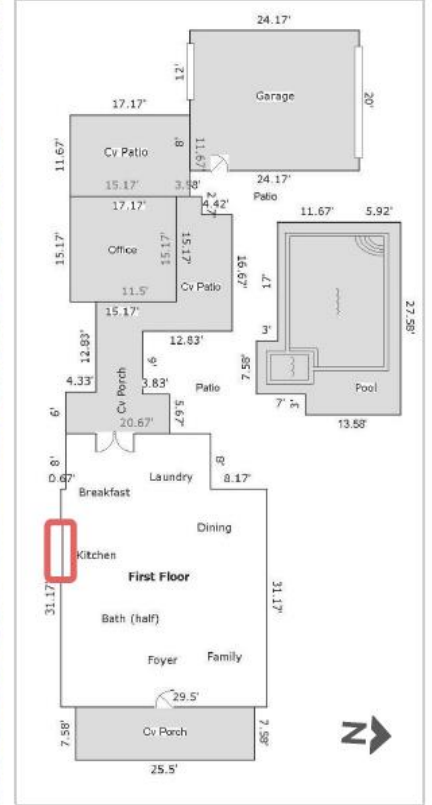 24.17'
12'
Garage
20'
17.17'
8'
11.67'
11.67'
Cv Patio
15.17'
3.58'
24.17'
Patio
17.17'
4.42'
11.67'
5.92'
15.17'
Office
15.17'
15.17'
16.67'
Cv Patio
17'
27.58'
11.5'
15.17'
12.83'
12.83'
3'
9'
7.58'
4.33'
3.83'
Cv Porch
Patio
Pool
6'
5.67'
7'
3'
13.58'
20.67'
8'
8'
0.67'
Laundry
8.17'
Breakfast
Dining
Kitchen
First Floor
31.17'
31.17'
Bath (half)
Foyer
Family
29.5'
7.58'
Cv Porch
7.58'
25.5'
N